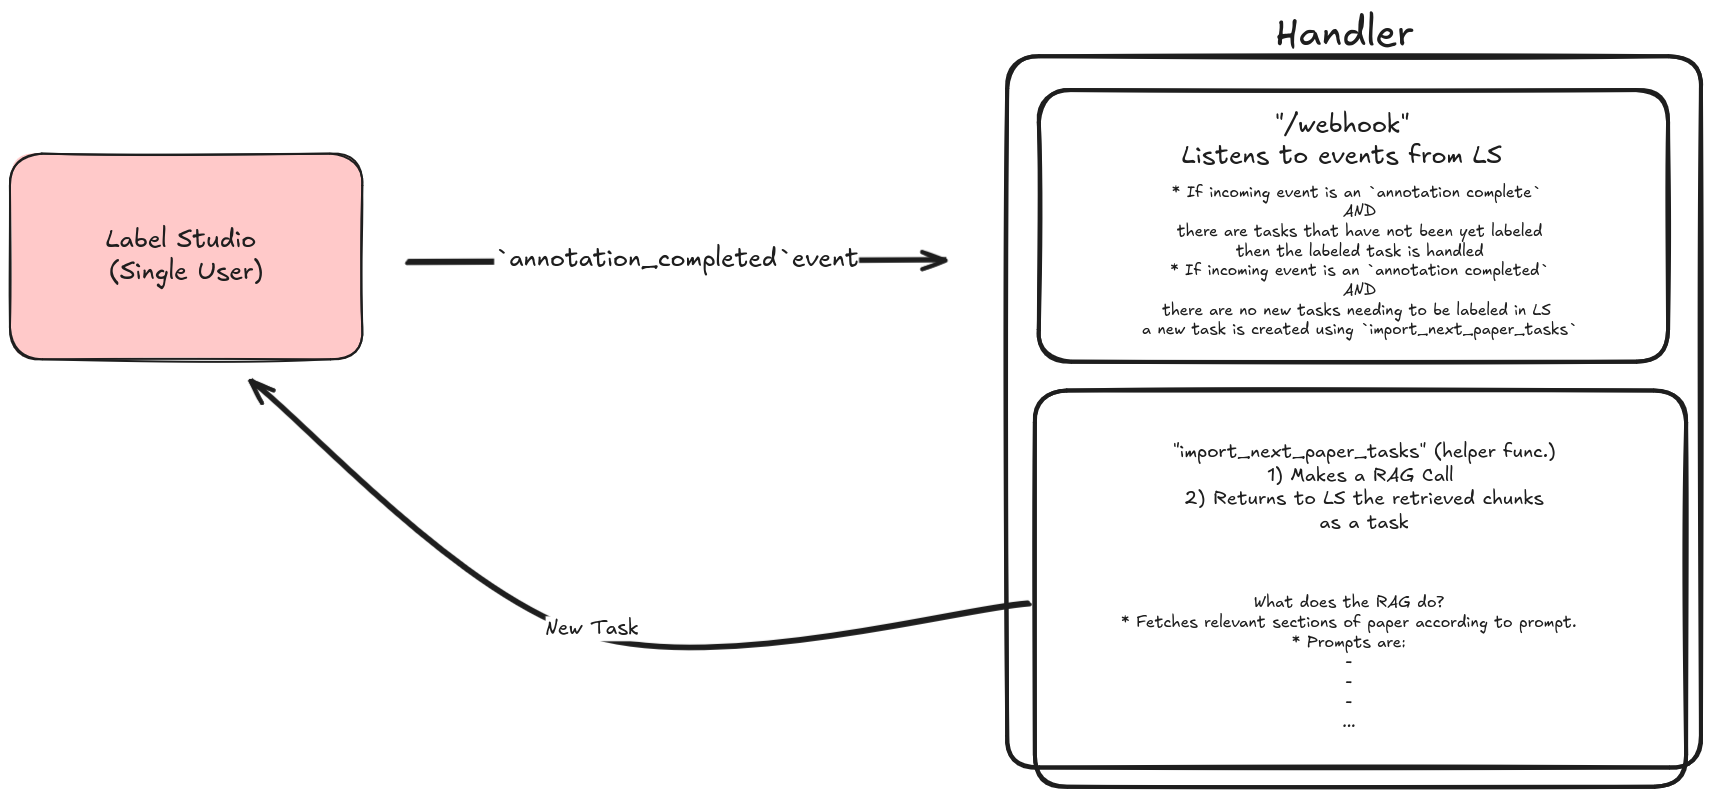 Handler
"/webhook"
Listens to events from LS
* If incoming event is an `annotation complete`
AND
there are tasks that have not been yet labeled
then the labeled task is handled
* If incoming event is an `annotation completed`
AND
there are no new tasks needing to be labeled in LS
a new task is created using `import_next_paper_tasks`
Label Studio
(Single User)
`annotation_completed`event
"import_next_paper_tasks" (helper func.)
1) Makes a RAG Call
2) Returns to LS the retrieved chunks
as a task
What does the RAG do?
* Fetches relevant sections of paper according to prompt.
* Prompts are:
-
-
-
...
New Task